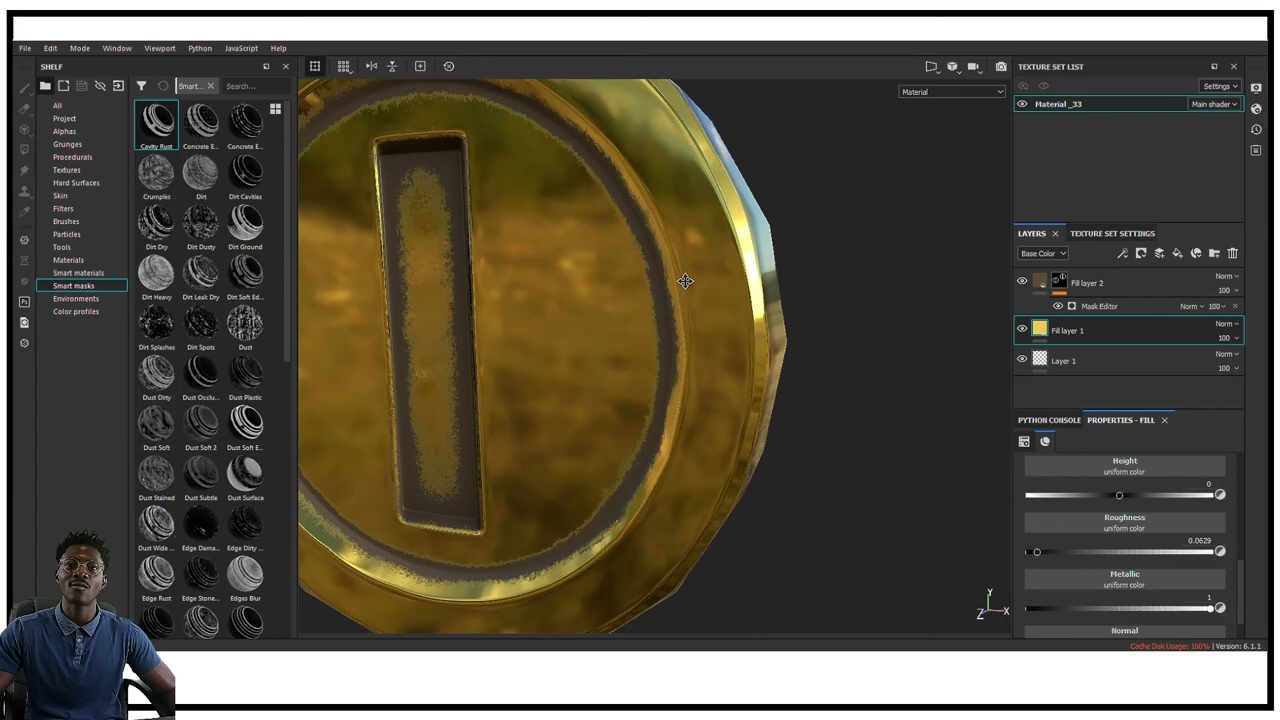 File Edit Mode Window Viewport Python JavaScript Help
SHELF
Smart...
Search...
All
Project
Alphas
Grunges
Procedurals
Textures
Hard Surfaces
Skin
Filters
Brushes
Particles
Tools
Materials
Smart materials
Smart masks
Environments
Color profiles
Cavity Rust Concrete E... Concrete E...
Crumples Dirt Dirt Cavities
Dirt Dry Dirt Dusty Dirt Ground
Dirt Heavy Dirt Leak Dry Dirt Soft Ed...
Dirt Splashes Dirt Spots Dust
Dust Dirty Dust Occlu... Dust Plastic
Dust Soft Dust Soft 2 Dust Soft E...
Dust Stained Dust Subtle Dust Surface
Dust Wide ... Edge Dama... Edge Dirty ...
Edge Rust Edge Stone... Edges Blur
Ps
Material
Y
Z X
TEXTURE SET LIST
Settings
Material _33 Main shader
LAYERS TEXTURE SET SETTINGS
Base Color
Fill layer 2 Norm
100
Mask Editor Norm 100
Fill layer 1 Norm
100
Layer 1 Norm
100
PYTHON CONSOLE PROPERTIES - FILL
Height
uniform color
0
Roughness
uniform color
0.0629
Metallic
uniform color
1
Normal
Cache Disk Usage: 100% | Version: 6.1.1